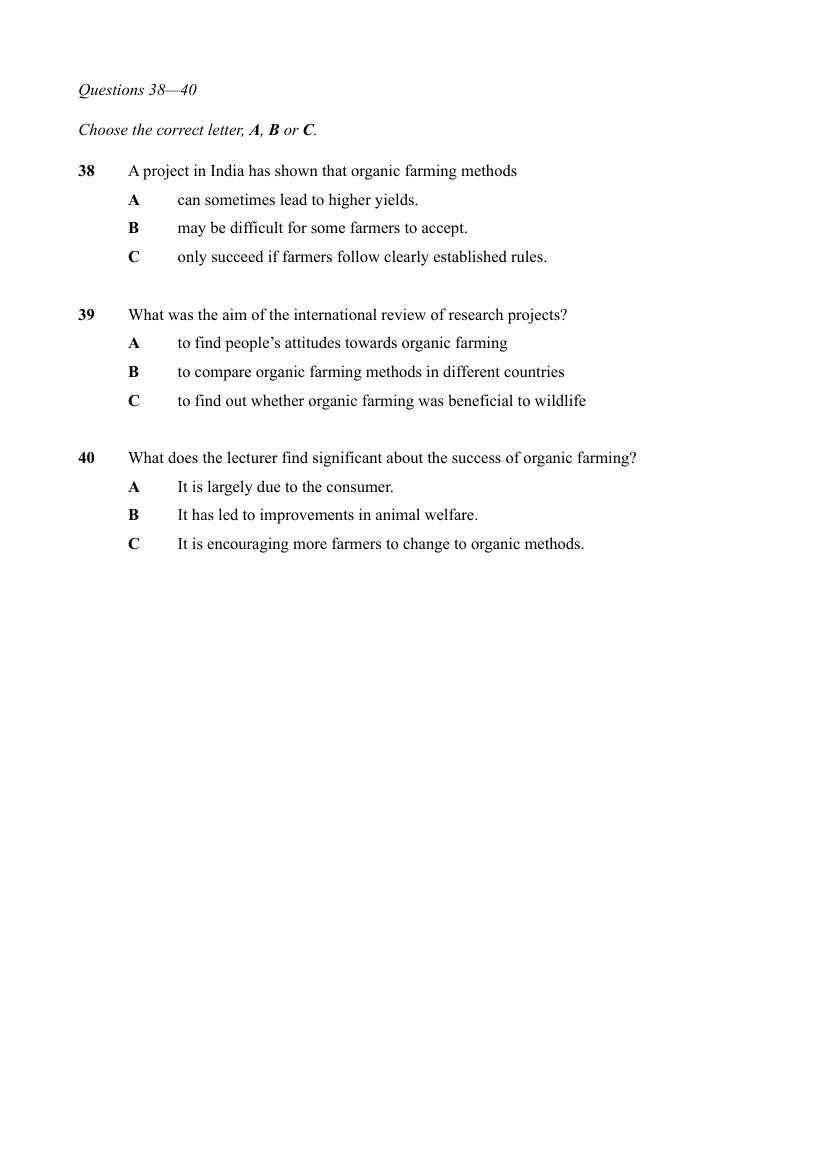 Questions 38—40
Choose the correct letter, A, B or C.
38 A project in India has shown that organic farming methods
A can sometimes lead to higher yields.
B may be difficult for some farmers to accept.
C only succeed if farmers follow clearly established rules.
39 What was the aim of the international review of research projects?
A to find people’s attitudes towards organic farming
B to compare organic farming methods in different countries
C to find out whether organic farming was beneficial to wildlife
40 What does the lecturer find significant about the success of organic farming?
A It is largely due to the consumer.
B It has led to improvements in animal welfare.
C It is encouraging more farmers to change to organic methods.